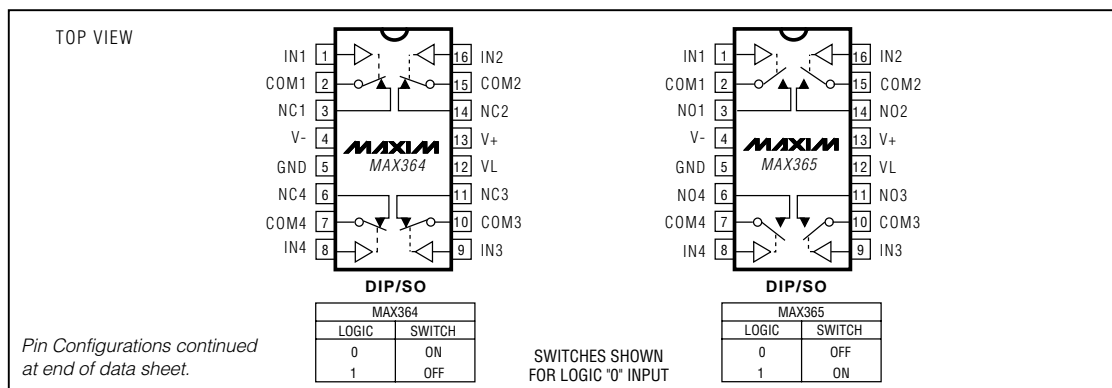 TOP VIEW
IN1 1 16 IN2
COM1 2 15 COM2
NC1 3 14 NC2
V- 4 13 V+
GND 5 12 VL
NC4 6 11 NC3
COM4 7 10 COM3
IN4 8 9 IN3
MAXIM
MAX364
DIP/SO
MAX364
LOGIC SWITCH
0 ON
1 OFF
IN1 1 16 IN2
COM1 2 15 COM2
NO1 3 14 NO2
V- 4 13 V+
GND 5 12 VL
NO4 6 11 NO3
COM4 7 10 COM3
IN4 8 9 IN3
MAXIM
MAX365
DIP/SO
MAX365
LOGIC SWITCH
0 OFF
1 ON
SWITCHES SHOWN
FOR LOGIC "0" INPUT
Pin Configurations continued
at end of data sheet.